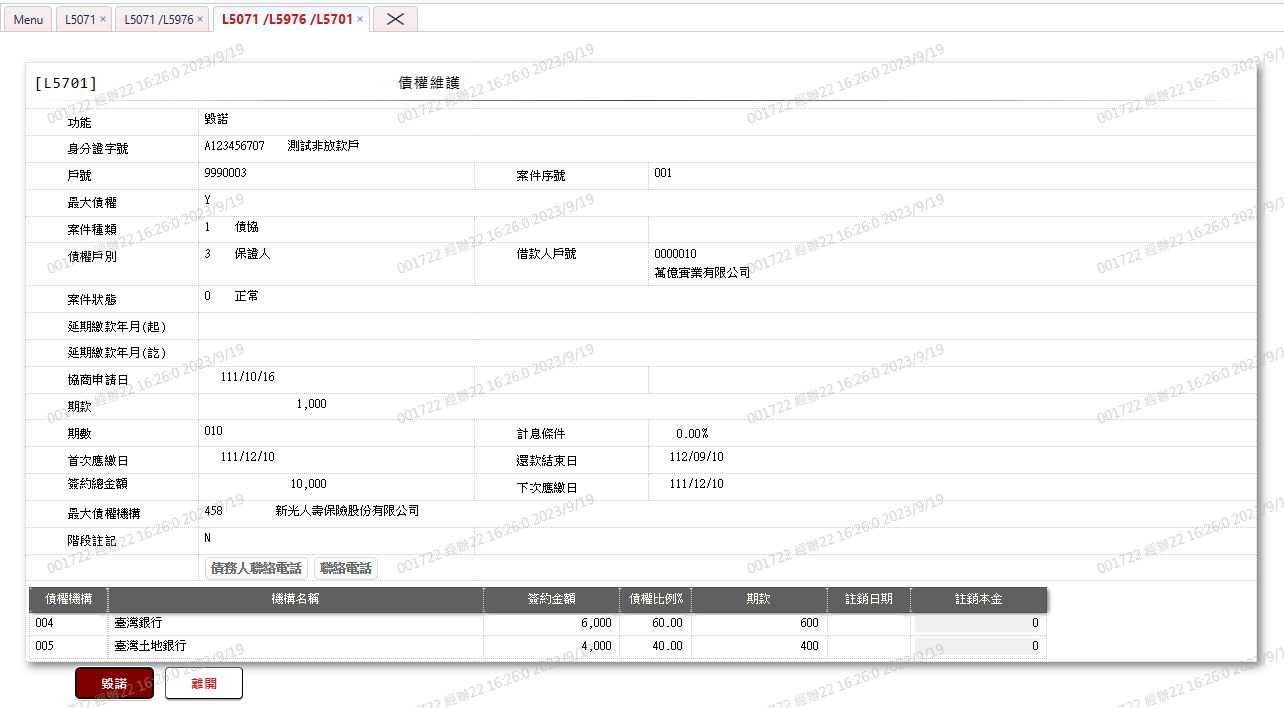 Menu L5071 × L5071 /L5976 × L5071 /L5976 /L5701 ×
[L5701] 債權維護
功能 毀諾
身分證字號 A123456707 測試非放款戶
戶號 9990003 案件序號 001
最大債權 Y
案件種類 1 債協
債權戶別 3 保證人 借款人戶號 0000010
萬億實業有限公司
案件狀態 0 正常
延期繳款年月(起)
延期繳款年月(訖)
協商申請日 111/10/16
期款 1,000
期數 010 計息條件 0.00%
首次應繳日 111/12/10 還款結束日 112/09/10
簽約總金額 10,000 下次應繳日 111/12/10
最大債權機構 458 新光人壽保險股份有限公司
階段註記 N
債務人聯絡電話 聯絡電話
債權機構 機構名稱 簽約金額 債權比例% 期款 註銷日期 註銷本金
004 臺灣銀行 6,000 60.00 600 0
005 臺灣土地銀行 4,000 40.00 400 0
毀諾 離開
001722 經辦22 16:26:0 2023/9/19